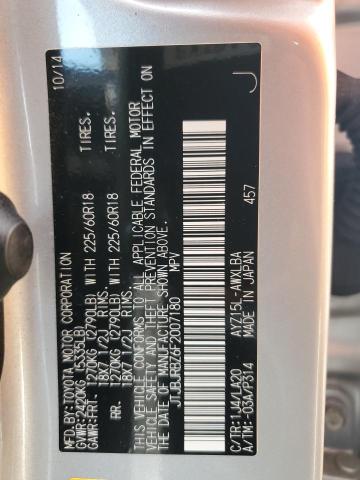 MFD. BY: TOYOTA MOTOR CORPORATION 10/14
GVWR: 2420KG (5335LB)
GAWR: FRT. 1270KG (2790LB) WITH 225/60R18 TIRES.
18X7 1/2J RIMS.
RR. 1270KG (2790LB) WITH 225/60R18 TIRES.
18X7 1/2J RIMS.
THIS VEHICLE CONFORMS TO ALL APPLICABLE FEDERAL MOTOR
VEHICLE SAFETY AND THEFT PREVENTION STANDARDS IN EFFECT ON
THE DATE OF MANUFACTURE SHOWN ABOVE.
JTJBJRBZ6F2007180 MPV
C/TR: 1J4/LA20 AYZ15L-AWXLBA J
A/TM: -03A/P314 MADE IN JAPAN 457